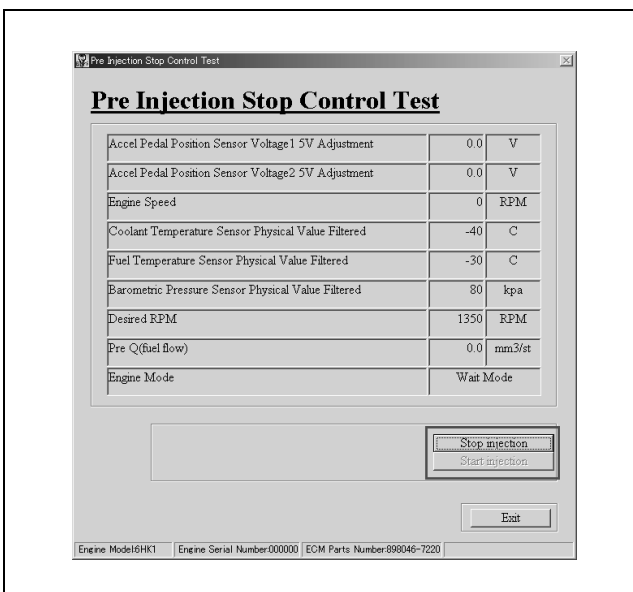 Pre Injection Stop Control Test
Pre Injection Stop Control Test
Accel Pedal Position Sensor Voltage1 5V Adjustment 0.0 V
Accel Pedal Position Sensor Voltage2 5V Adjustment 0.0 V
Engine Speed 0 RPM
Coolant Temperature Sensor Physical Value Filtered -40 C
Fuel Temperature Sensor Physical Value Filtered -30 C
Barometric Pressure Sensor Physical Value Filtered 80 kpa
Desired RPM 1350 RPM
Pre Q(fuel flow) 0.0 mm3/st
Engine Mode Wait Mode
Stop injection
Start injection
Exit
Engine Model:6HK1 Engine Serial Number:000000 ECM Parts Number:898046-7220